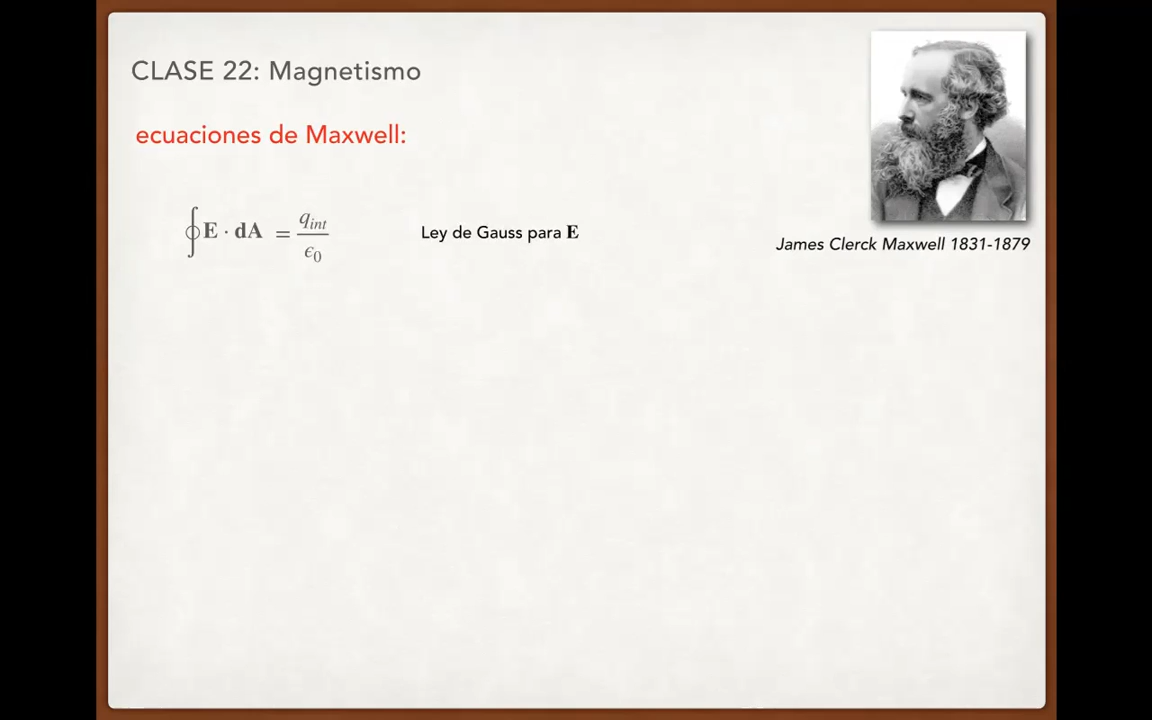 CLASE 22: Magnetismo
ecuaciones de Maxwell:
∮E · dA = q_int / ϵ_0
Ley de Gauss para E
James Clerck Maxwell 1831-1879